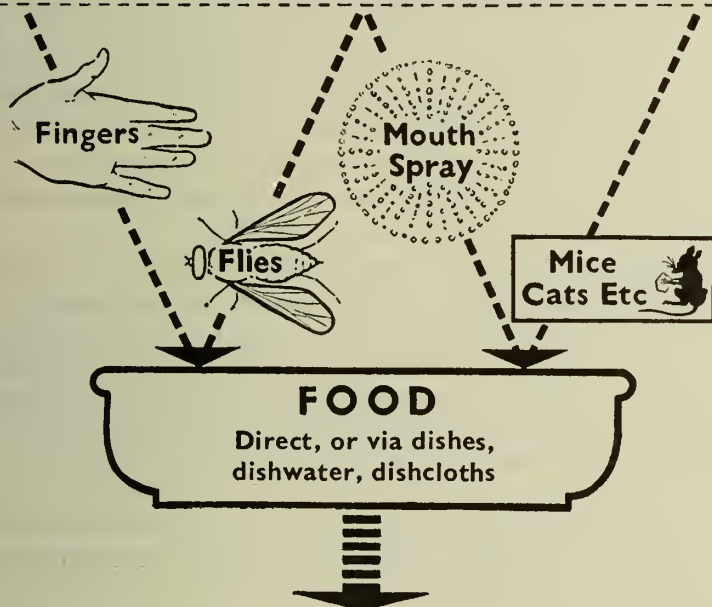 Fingers
Mouth
Spray
Flies
Mice
Cats Etc
FOOD
Direct, or via dishes,
dishwater, dishcloths